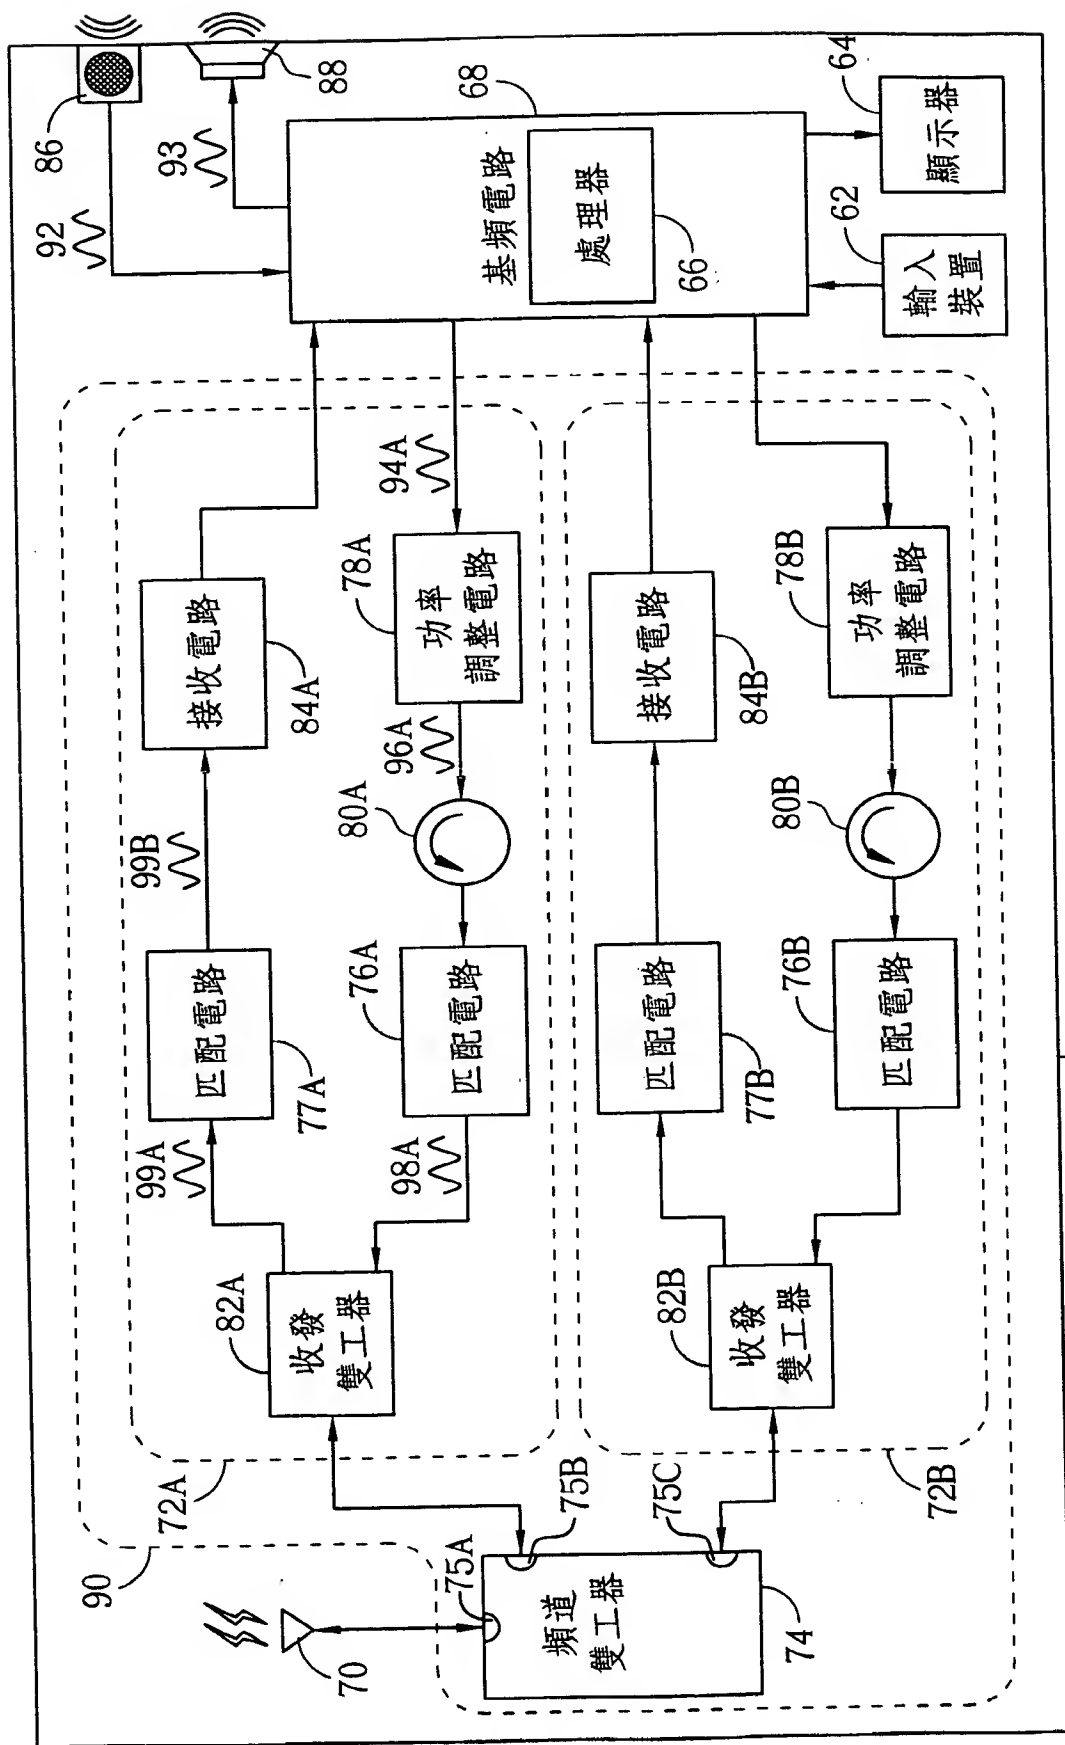 90
70
72A
75A
頻道
雙工器
74
75B
75C
72B
82A
收發
雙工器
99A
匹配電路
77A
99B
接收電路
84A
98A
匹配電路
76A
80A
96A
功率
調整電路
78A
94A
82B
收發
雙工器
匹配電路
77B
接收電路
84B
匹配電路
76B
80B
功率
調整電路
78B
86
92
93
88
基頻電路
68
處理器
66
輸入
裝置
62
顯示器
64